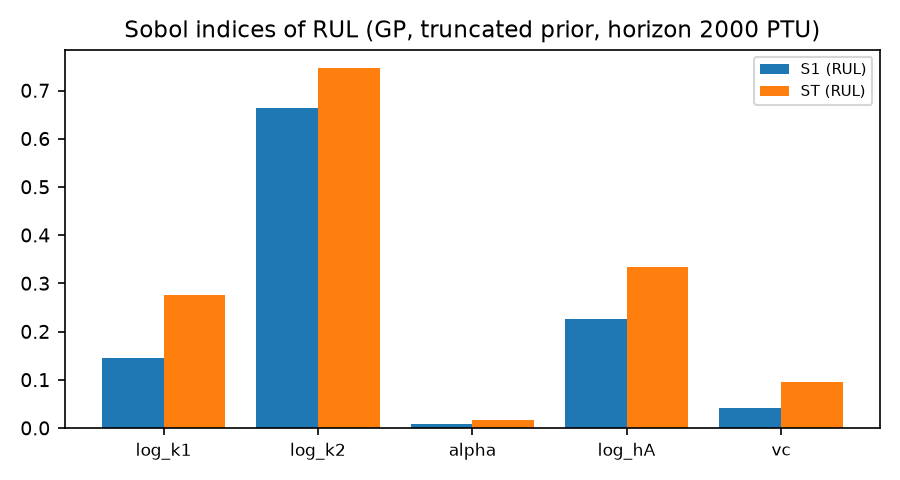 Sobol indices of RUL (GP, truncated prior, horizon 2000 PTU)
S1 (RUL)
ST (RUL)
0.7
0.6
0.5
0.4
0.3
0.2
0.1
0.0
log_k1 log_k2 alpha log_hA vc